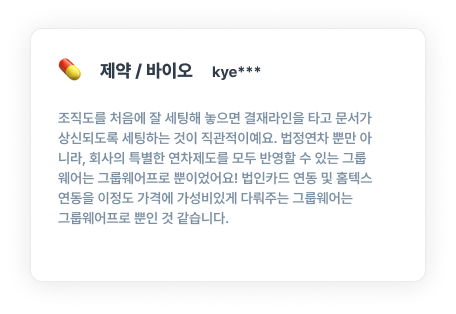 제약 / 바이오 kye***
조직도를 처음에 잘 세팅해 놓으면 결재라인을 타고 문서가
상신되도록 세팅하는 것이 직관적이예요. 법정연차 뿐만 아
니라, 회사의 특별한 연차제도를 모두 반영할 수 있는 그룹
웨어는 그룹웨어프로 뿐이었어요! 법인카드 연동 및 홈텍스
연동을 이정도 가격에 가성비있게 다뤄주는 그룹웨어는
그룹웨어프로 뿐인 것 같습니다.